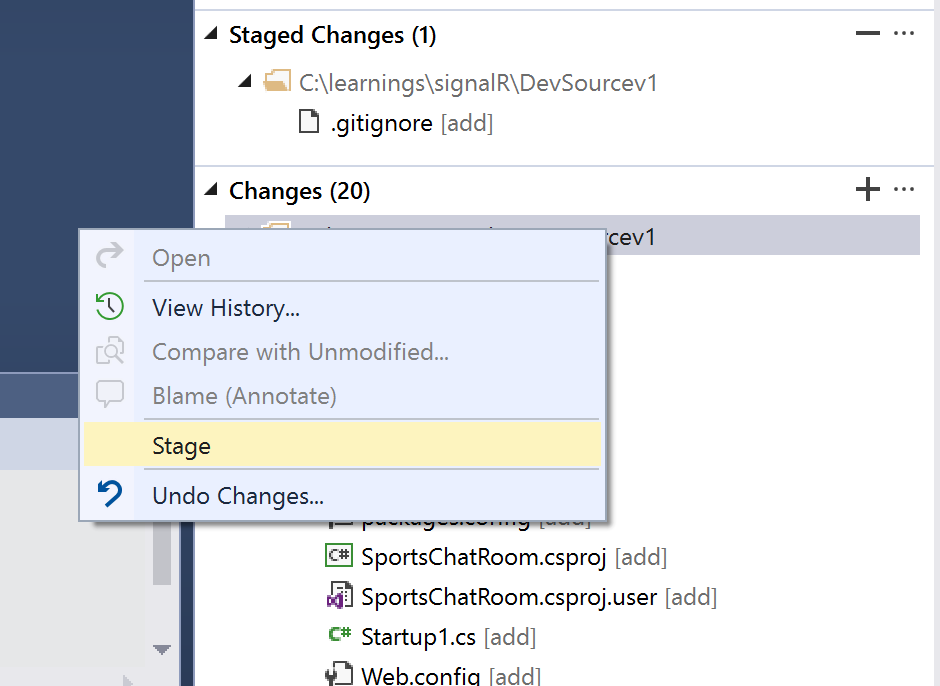 Staged Changes (1)
C:\learnings\signalR\DevSourcev1
.gitignore [add]
Changes (20)
rcev1
Open
View History...
Compare with Unmodified...
Blame (Annotate)
Stage
Undo Changes...
packages.config [add]
C# SportsChatRoom.csproj [add]
SportsChatRoom.csproj.user [add]
C# Startup1.cs [add]
Web.config [add]